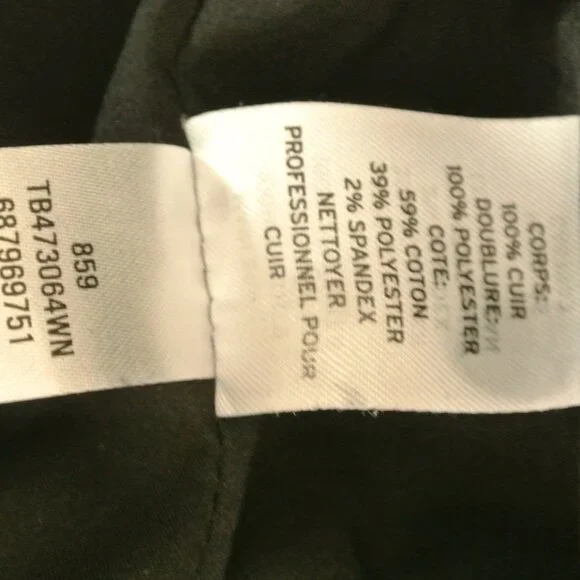 CORPS:
100% CUIR
DOUBLURE:
100% POLYESTER
COTE:
59% COTON
39% POLYESTER
2% SPANDEX
NETTOYER
PROFESSIONNEL POUR
CUIR
859
TB473064WN
687969751